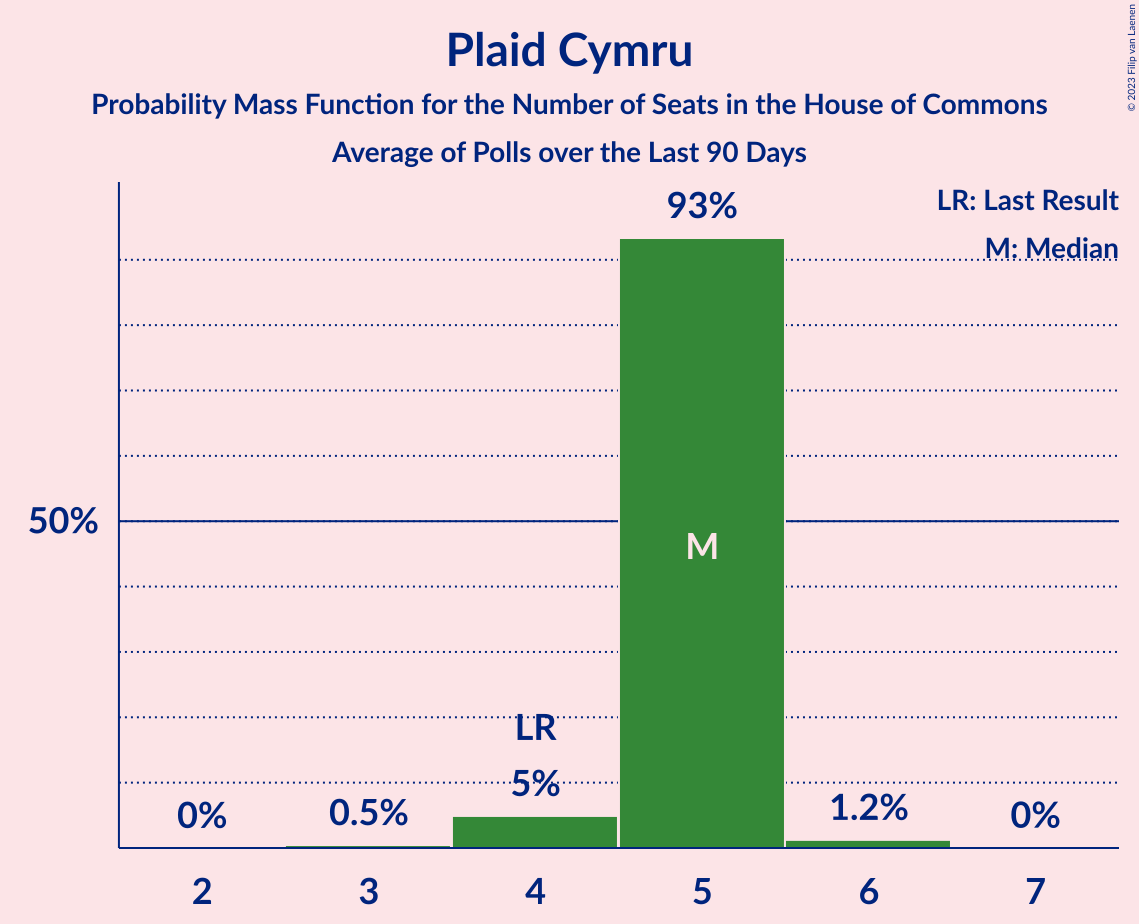 Plaid Cymru
Probability Mass Function for the Number of Seats in the House of Commons
Average of Polls over the Last 90 Days
© 2023 Filip van Laenen
LR: Last Result
M: Median
93%
50%
M
LR
5%
0%
0.5%
1.2%
0%
2
3
4
5
6
7